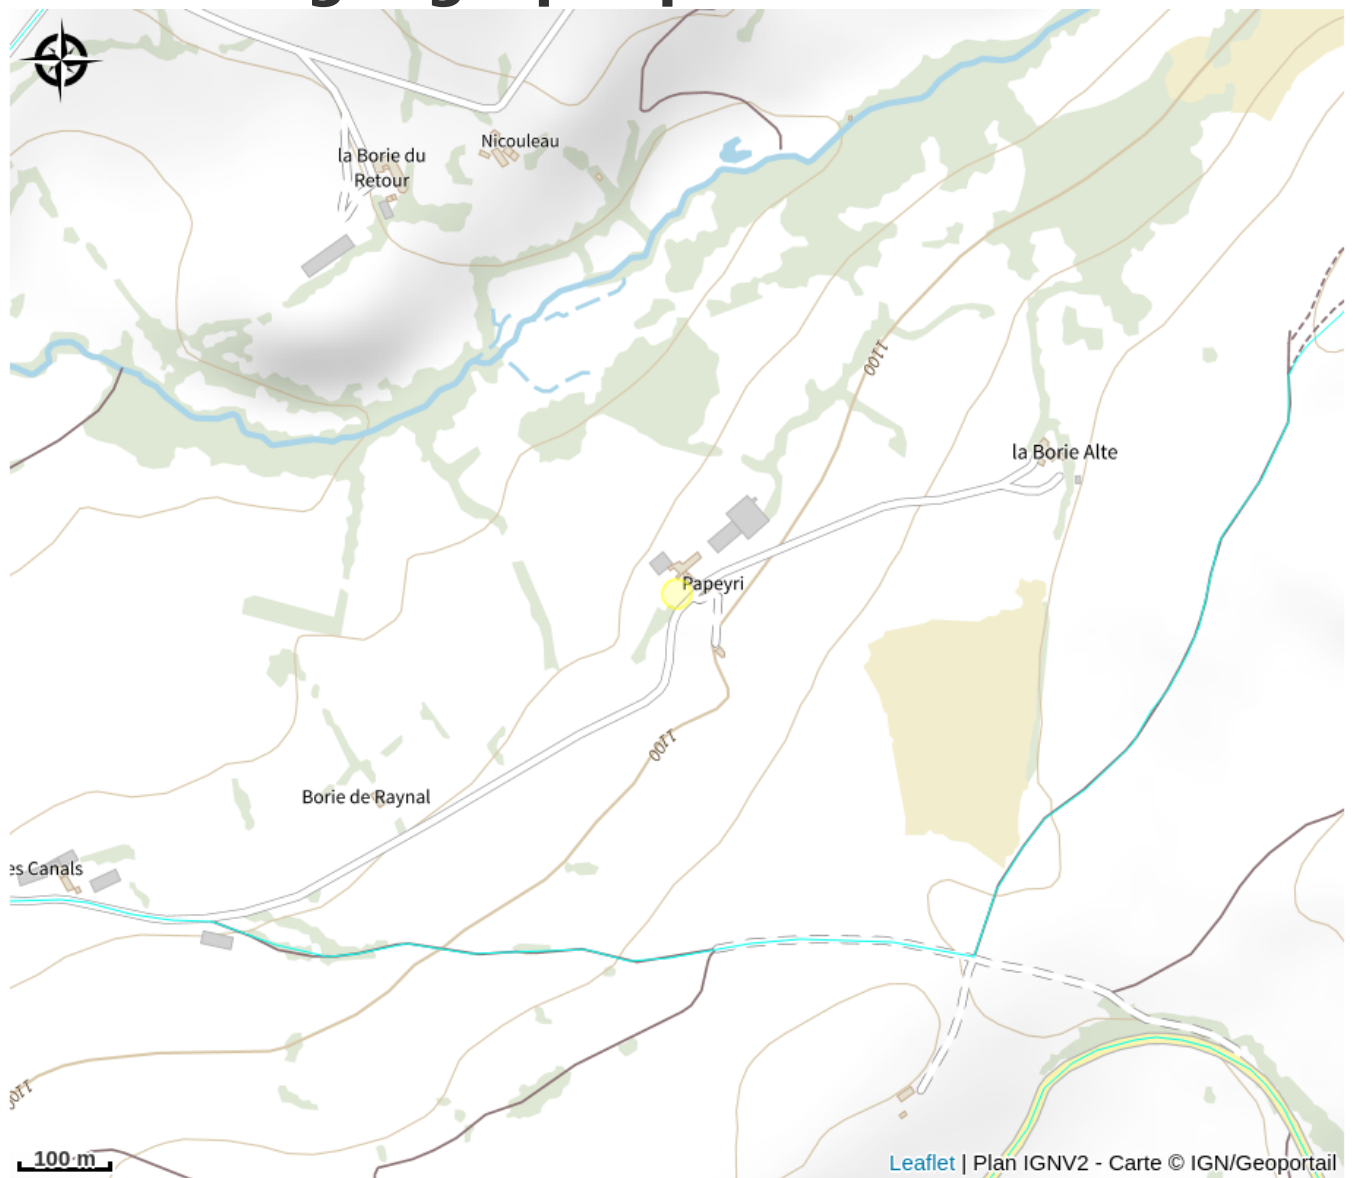 Nicouleau
la Borie du
Retour
1100
la Borie Alte
Papeyri
1100
Borie de Raynal
es Canals
1100
100 m
Leaflet | Plan IGNV2 - Carte © IGN/Geoportail